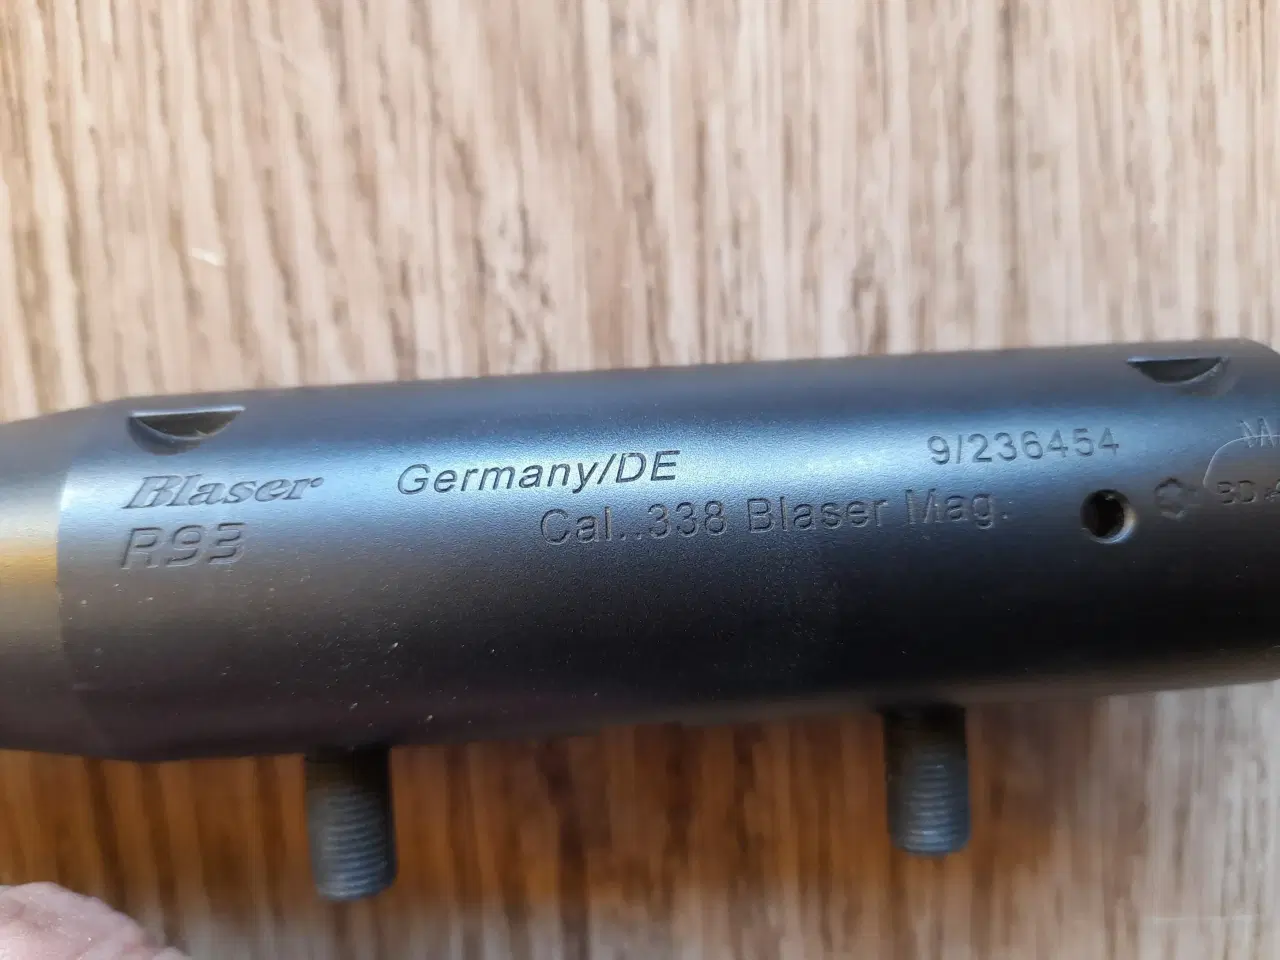 Blaser
R93
Germany/DE
Cal..338 Blaser Mag.
9/236454